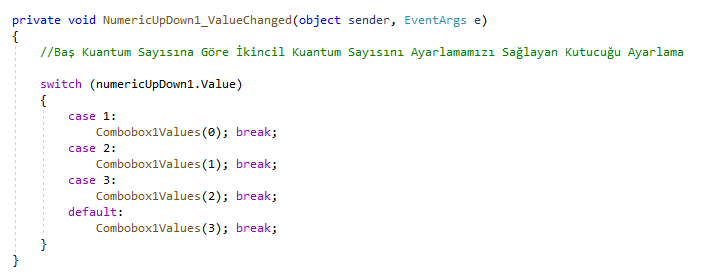 private void NumericUpDown1_ValueChanged(object sender, EventArgs e)
{
//Baş Kuantum Sayısına Göre İkincil Kuantum Sayısını Ayarlamamızı Sağlayan Kutucuğu Ayarlama
switch (numericUpDown1.Value)
{
case 1:
Combobox1Values(0); break;
case 2:
Combobox1Values(1); break;
case 3:
Combobox1Values(2); break;
default:
Combobox1Values(3); break;
}
}